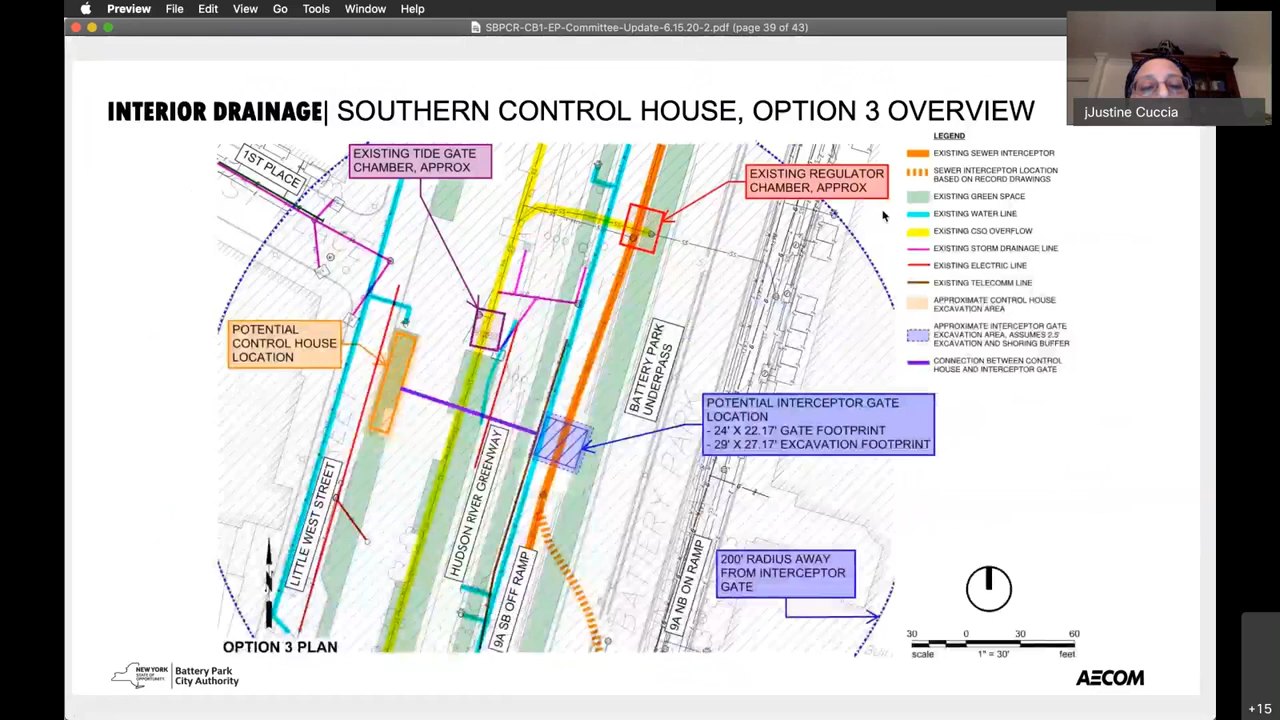 Preview File Edit View Go Tools Window Help
SBPCR-CB1-EP-Committee-Update-6.15.20-2.pdf (page 39 of 43)
jJustine Cuccia
INTERIOR DRAINAGE| SOUTHERN CONTROL HOUSE, OPTION 3 OVERVIEW
1ST PLACE
EXISTING TIDE GATE
CHAMBER, APPROX
EXISTING REGULATOR
CHAMBER, APPROX
POTENTIAL
CONTROL HOUSE
LOCATION
BATTERY PARK
UNDERPASS
POTENTIAL INTERCEPTOR GATE
LOCATION
- 24' X 22.17' GATE FOOTPRINT
- 29' X 27.17' EXCAVATION FOOTPRINT
LITTLE WEST STREET
HUDSON RIVER GREENWAY
9A SB OFF RAMP
9A NB ON RAMP
BATTERY PARK
200' RADIUS AWAY
FROM INTERCEPTOR
GATE
N
OPTION 3 PLAN
LEGEND
EXISTING SEWER INTERCEPTOR
SEWER INTERCEPTOR LOCATION
BASED ON RECORD DRAWINGS
EXISTING GREEN SPACE
EXISTING WATER LINE
EXISTING CSO OVERFLOW
EXISTING STORM DRAINAGE LINE
EXISTING ELECTRIC LINE
EXISTING TELECOMM LINE
APPROXIMATE CONTROL HOUSE
EXCAVATION AREA
APPROXIMATE INTERCEPTOR GATE
EXCAVATION AREA, ASSUMES 2.5'
EXCAVATION AND SHORING BUFFER
CONNECTION BETWEEN CONTROL
HOUSE AND INTERCEPTOR GATE
30 0 30 60
scale 1" = 30' feet
NEW YORK
STATE OF
OPPORTUNITY.
Battery Park
City Authority
AECOM
+15